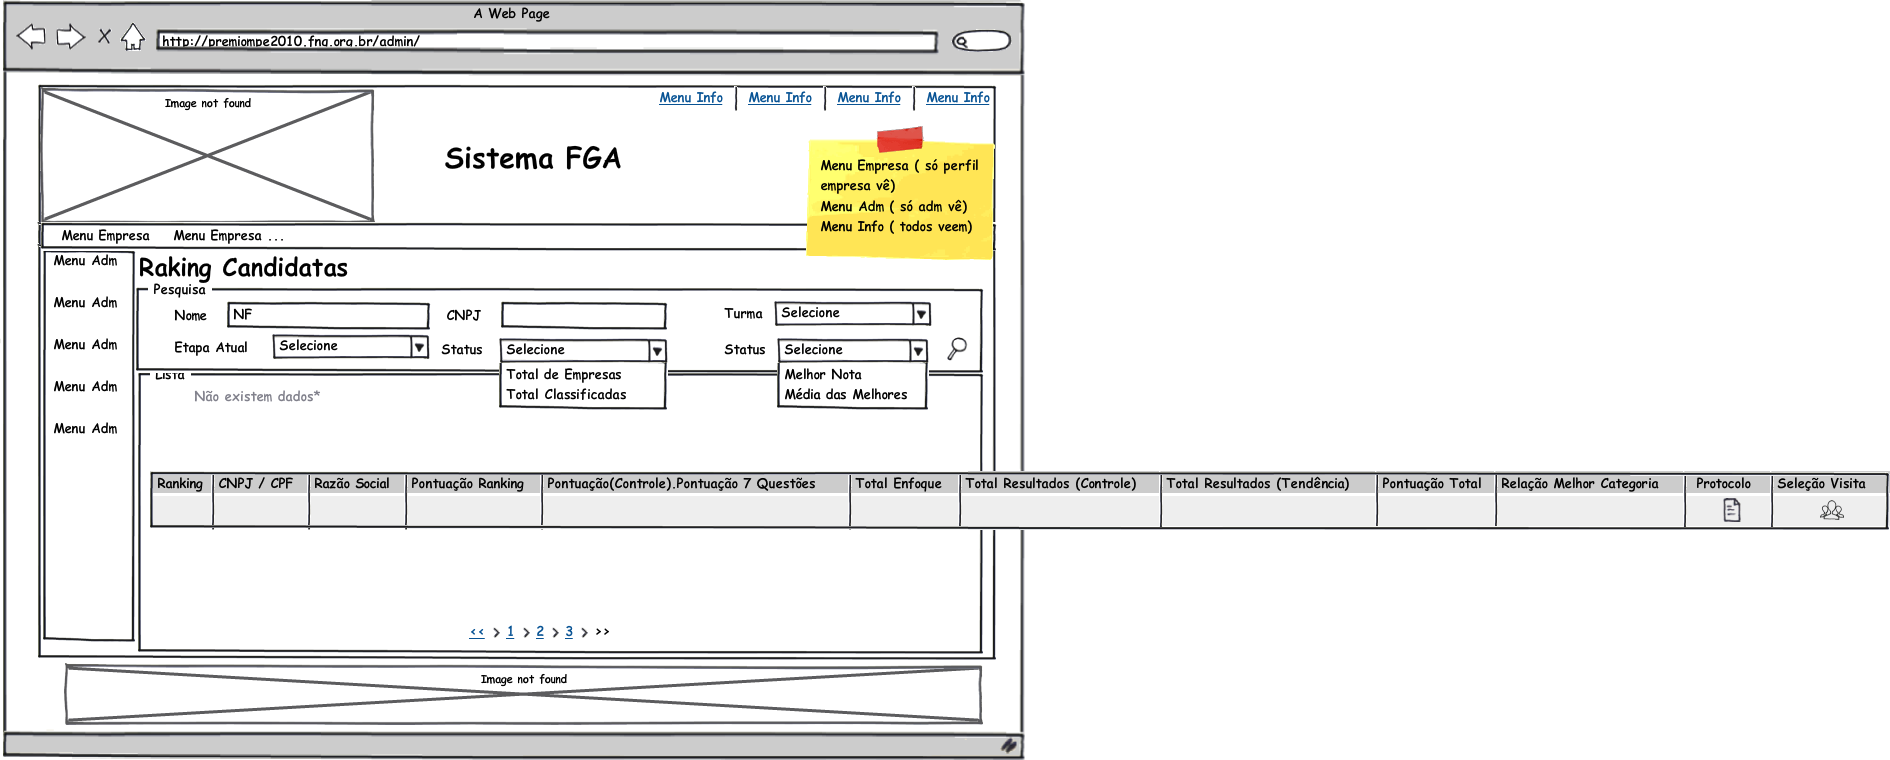 A Web Page
http://premiompe2010.fnq.org.br/admin/
Image not found
Menu Info
Menu Info
Menu Info
Menu Info
Sistema FGA
Menu Empresa ( só perfil
empresa vê)
Menu Adm ( só adm vê)
Menu Info ( todos veem)
Menu Empresa
Menu Empresa ...
Menu Adm
Menu Adm
Menu Adm
Menu Adm
Menu Adm
Raking Candidatas
Pesquisa
Nome
NF
CNPJ
Turma
Selecione
Etapa Atual
Selecione
Status
Selecione
Total de Empresas
Total Classificadas
Status
Selecione
Melhor Nota
Média das Melhores
Lista
Não existem dados*
Ranking
CNPJ / CPF
Razão Social
Pontuação Ranking
Pontuação(Controle).Pontuação 7 Questões
Total Enfoque
Total Resultados (Controle)
Total Resultados (Tendência)
Pontuação Total
Relação Melhor Categoria
Protocolo
Seleção Visita
<< > 1 > 2 > 3 > >>
Image not found